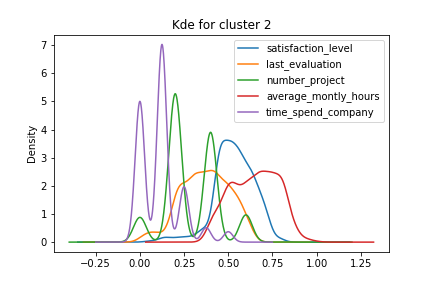 Kde for cluster 2
satisfaction_level
last_evaluation
number_project
average_montly_hours
time_spend_company
Density
7
6
5
4
3
2
1
0
−0.25
0.00
0.25
0.50
0.75
1.00
1.25